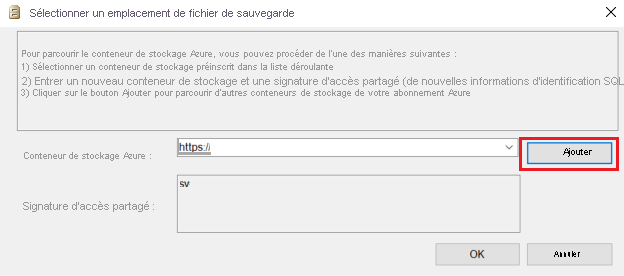 Sélectionner un emplacement de fichier de sauvegarde
Pour parcourir le conteneur de stockage Azure, vous pouvez procéder de l'une des manières suivantes :
1) Sélectionner un conteneur de stockage préinscrit dans la liste déroulante
2) Entrer un nouveau conteneur de stockage et une signature d'accès partagé (de nouvelles informations d'identification SQL
3) Cliquer sur le bouton Ajouter pour parcourir d'autres conteneurs de stockage de votre abonnement Azure
Conteneur de stockage Azure : https:// Ajouter
sv
Signature d'accès partagé :
OK Annuler